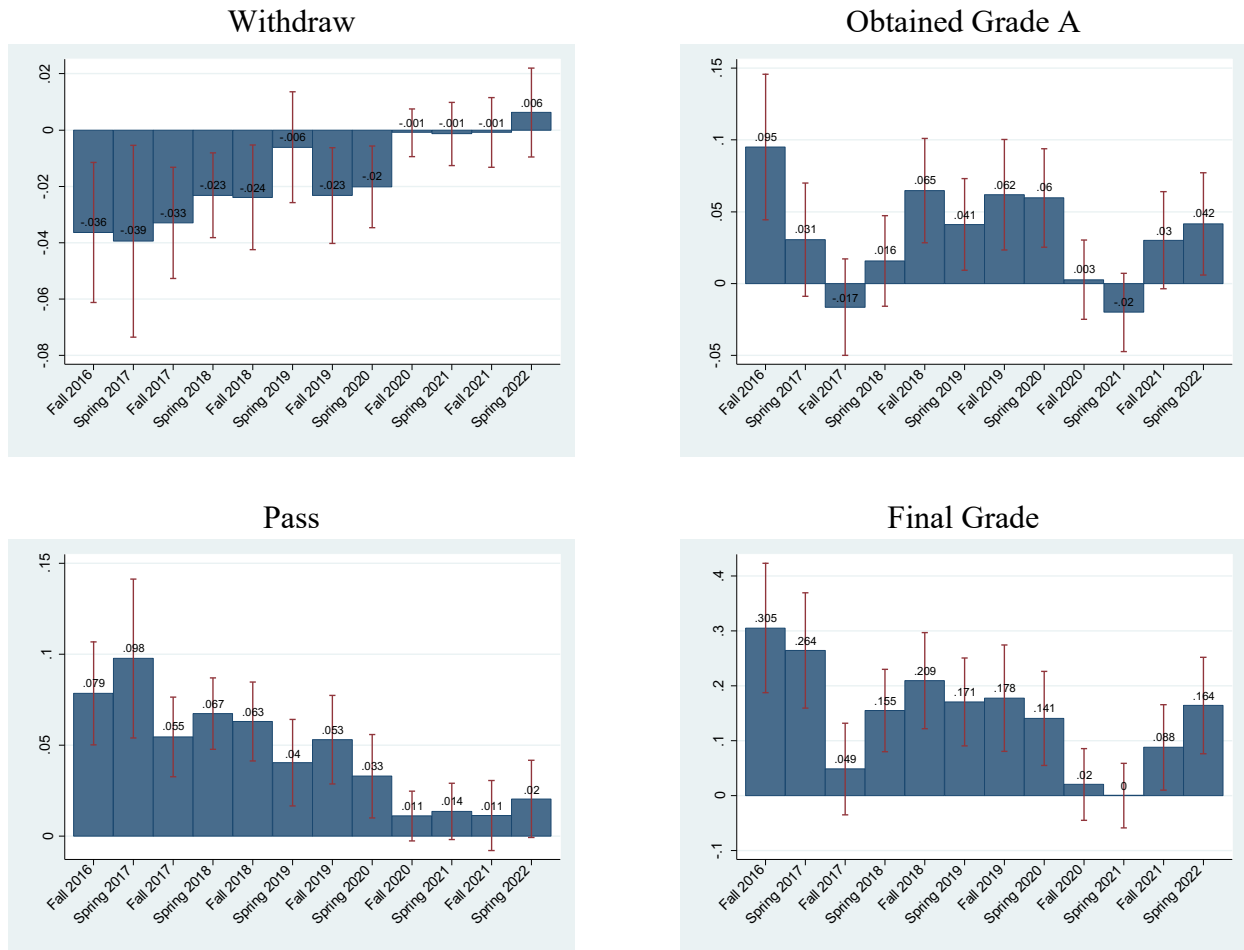 Withdraw
.02
0
-.02
-.04
-.06
-.08
-.036
-.039
-.033
-.023
-.024
-.006
-.023
-.02
-.001
-.001
-.001
.006
Fall 2016
Spring 2017
Fall 2017
Spring 2018
Fall 2018
Spring 2019
Fall 2019
Spring 2020
Fall 2020
Spring 2021
Fall 2021
Spring 2022
Obtained Grade A
.15
.1
.05
0
-.05
.095
.031
-.017
.016
.065
.041
.062
.06
.003
-.02
.03
.042
Fall 2016
Spring 2017
Fall 2017
Spring 2018
Fall 2018
Spring 2019
Fall 2019
Spring 2020
Fall 2020
Spring 2021
Fall 2021
Spring 2022
Pass
.15
.1
.05
0
.079
.098
.055
.067
.063
.04
.053
.033
.011
.014
.011
.02
Fall 2016
Spring 2017
Fall 2017
Spring 2018
Fall 2018
Spring 2019
Fall 2019
Spring 2020
Fall 2020
Spring 2021
Fall 2021
Spring 2022
Final Grade
.4
.3
.2
.1
0
-.1
.305
.264
.049
.155
.209
.171
.178
.141
.02
0
.088
.164
Fall 2016
Spring 2017
Fall 2017
Spring 2018
Fall 2018
Spring 2019
Fall 2019
Spring 2020
Fall 2020
Spring 2021
Fall 2021
Spring 2022